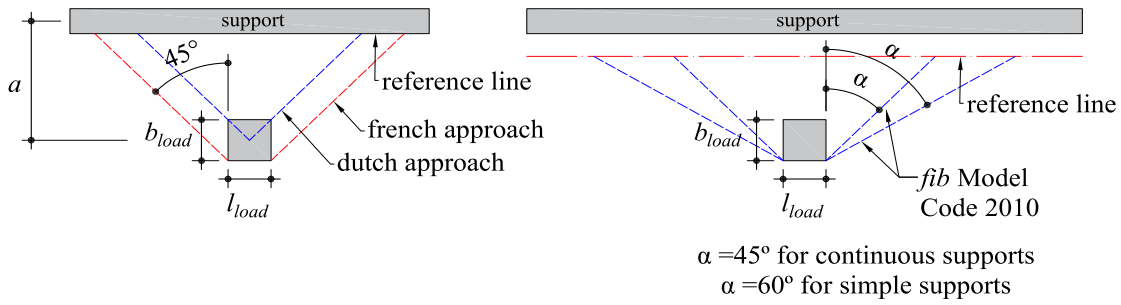 support
45°
a
reference line
b_load
french approach
dutch approach
l_load
support
α
α
reference line
b_load
l_load
fib Model
Code 2010
α =45º for continuous supports
α =60º for simple supports